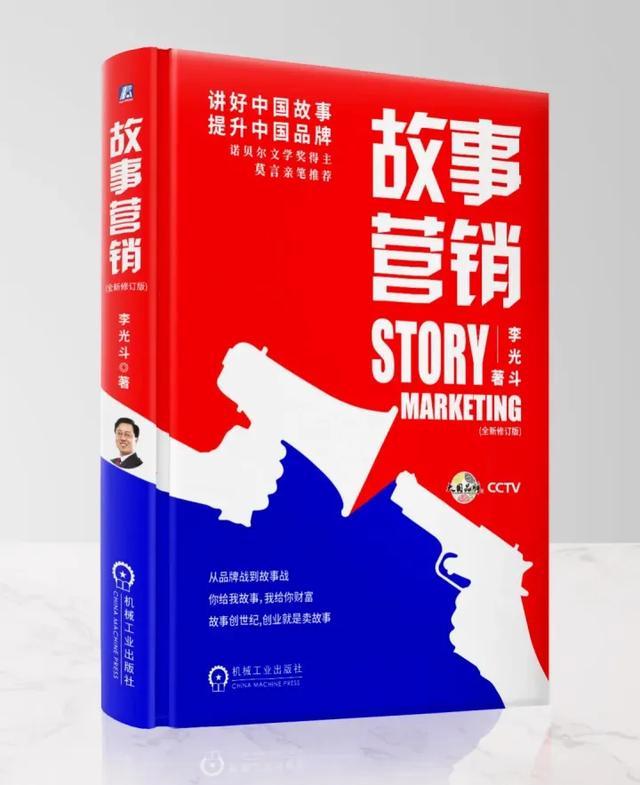 故事营销
(全新修订版)
李光斗◎著
机械工业出版社
CHINA MACHINE PRESS
讲好中国故事
提升中国品牌
诺贝尔文学奖得主
莫言亲笔推荐
故事
营销
STORY
MARKETING
李光斗
著
(全新修订版)
大国品牌
CCTV
从品牌战到故事战
你给我故事,我给你财富
故事创世纪,创业就是卖故事
机械工业出版社
CHINA MACHINE PRESS